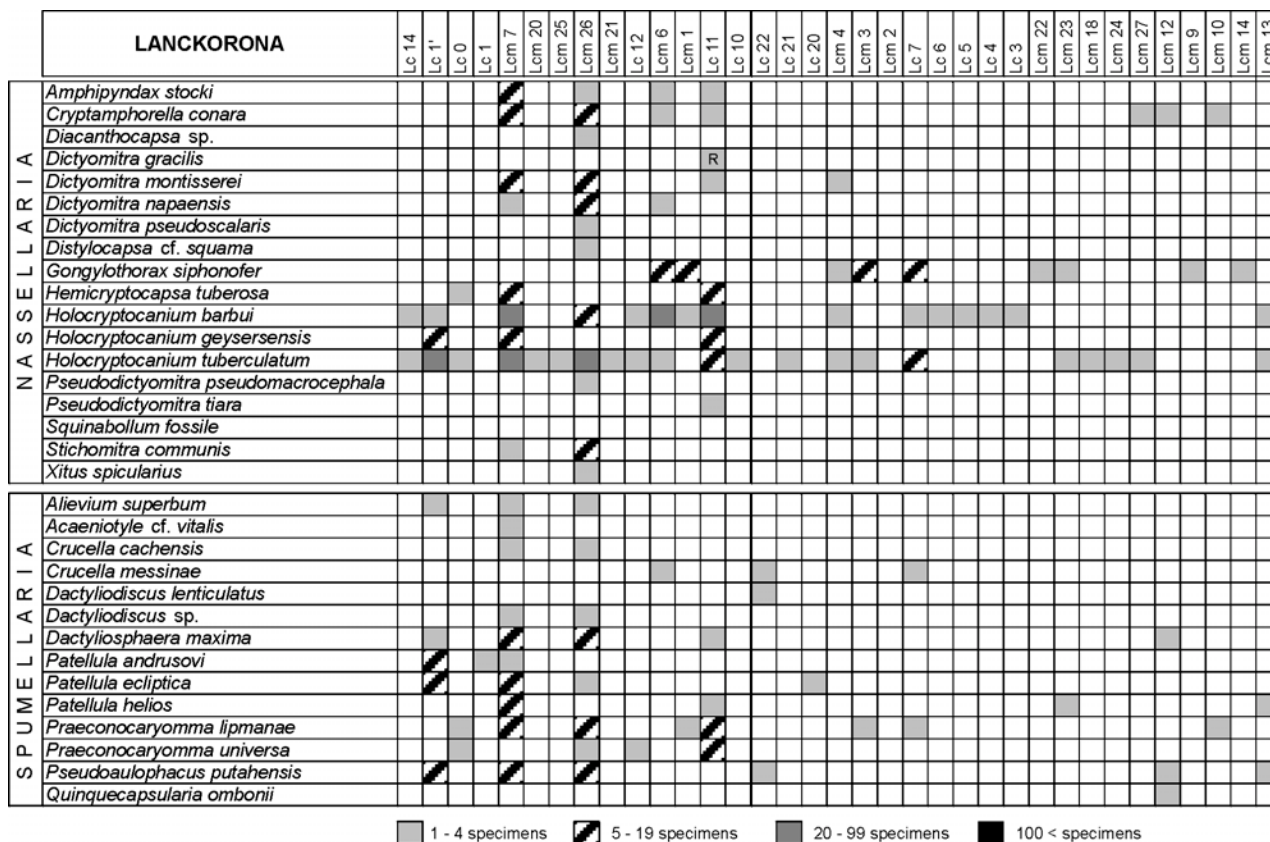 LANCKORONA
Lc 14
Lc 1'
Lc 0
Lc 1
Lcm 7
Lcm 20
Lcm 25
Lcm 26
Lcm 21
Lc 12
Lcm 6
Lcm 1
Lc 11
Lc 10
Lc 22
Lc 21
Lc 20
Lcm 4
Lcm 3
Lcm 2
Lc 7
Lc 6
Lc 5
Lc 4
Lc 3
Lcm 22
Lcm 23
Lcm 18
Lcm 24
Lcm 27
Lcm 12
Lcm 9
Lcm 10
Lcm 14
Lcm 13
NASSELLARIA
Amphipyndax stocki
Cryptamphorella conara
Diacanthocapsa sp.
Dictyomitra gracilis R
Dictyomitra montisserei
Dictyomitra napaensis
Dictyomitra pseudoscalaris
Distylocapsa cf. squama
Gongylothorax siphonofer
Hemicryptocapsa tuberosa
Holocryptocanium barbui
Holocryptocanium geysersensis
Holocryptocanium tuberculatum
Pseudodictyomitra pseudomacrocephala
Pseudodictyomitra tiara
Squinabollum fossile
Stichomitra communis
Xitus spicularius
SPUMELLARIA
Alievium superbum
Acaeniotyle cf. vitalis
Crucella cachensis
Crucella messinae
Dactyliodiscus lenticulatus
Dactyliodiscus sp.
Dactyliosphaera maxima
Patellula andrusovi
Patellula ecliptica
Patellula helios
Praeconocaryomma lipmanae
Praeconocaryomma universa
Pseudoaulophacus putahensis
Quinquecapsularia ombonii
1 - 4 specimens 5 - 19 specimens 20 - 99 specimens 100 < specimens